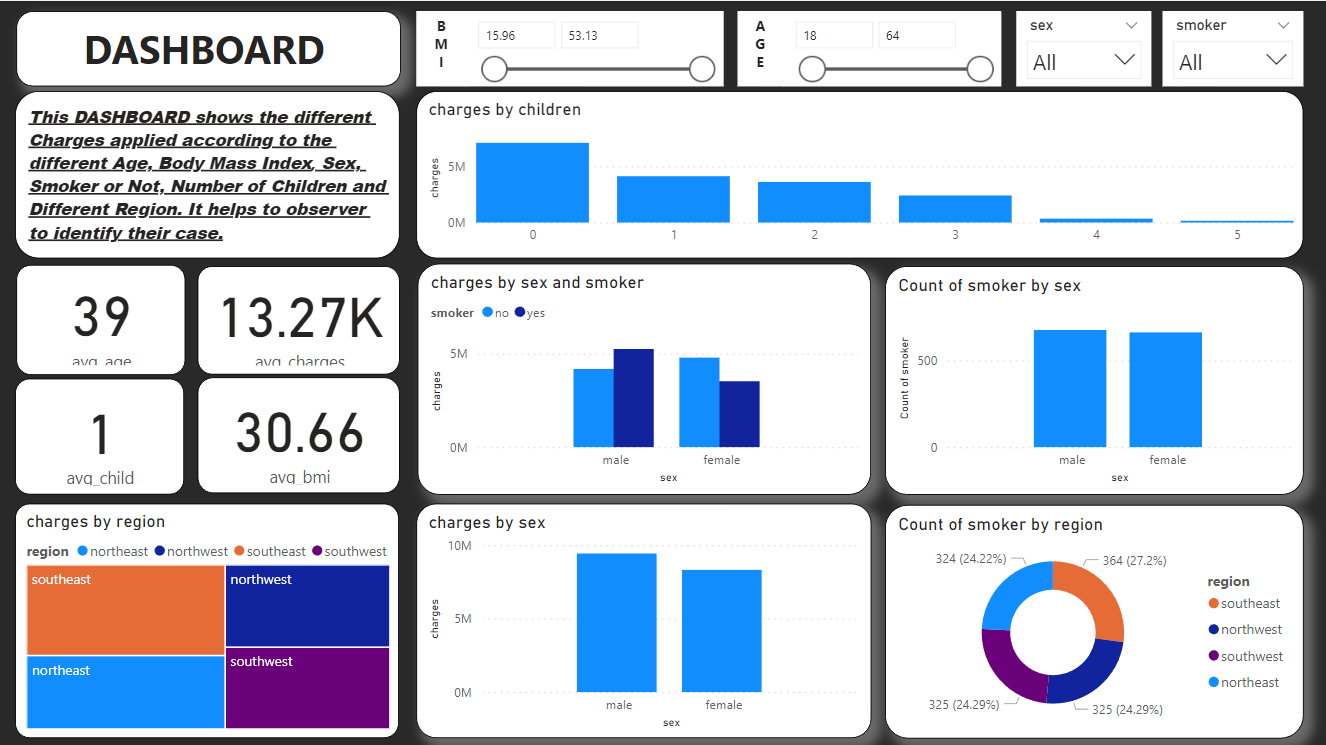 DASHBOARD
This DASHBOARD shows the different
Charges applied according to the
different Age, Body Mass Index, Sex,
Smoker or Not, Number of Children and
Different Region. It helps to observer
to identify their case.
B
M
I
15.96 53.13
A
G
E
18 64
sex
All
smoker
All
charges by children
charges
5M
0M
0 1 2 3 4 5
39
avg_age
13.27K
avg_charges
1
avg_child
30.66
avg_bmi
charges by sex and smoker
smoker no yes
charges
5M
0M
male female
sex
Count of smoker by sex
Count of smoker
500
0
male female
sex
charges by region
region northeast northwest southeast southwest
southeast
northwest
northeast
southwest
charges by sex
charges
10M
5M
0M
male female
sex
Count of smoker by region
324 (24.22%)
364 (27.2%)
325 (24.29%)
325 (24.29%)
region
southeast
northwest
southwest
northeast